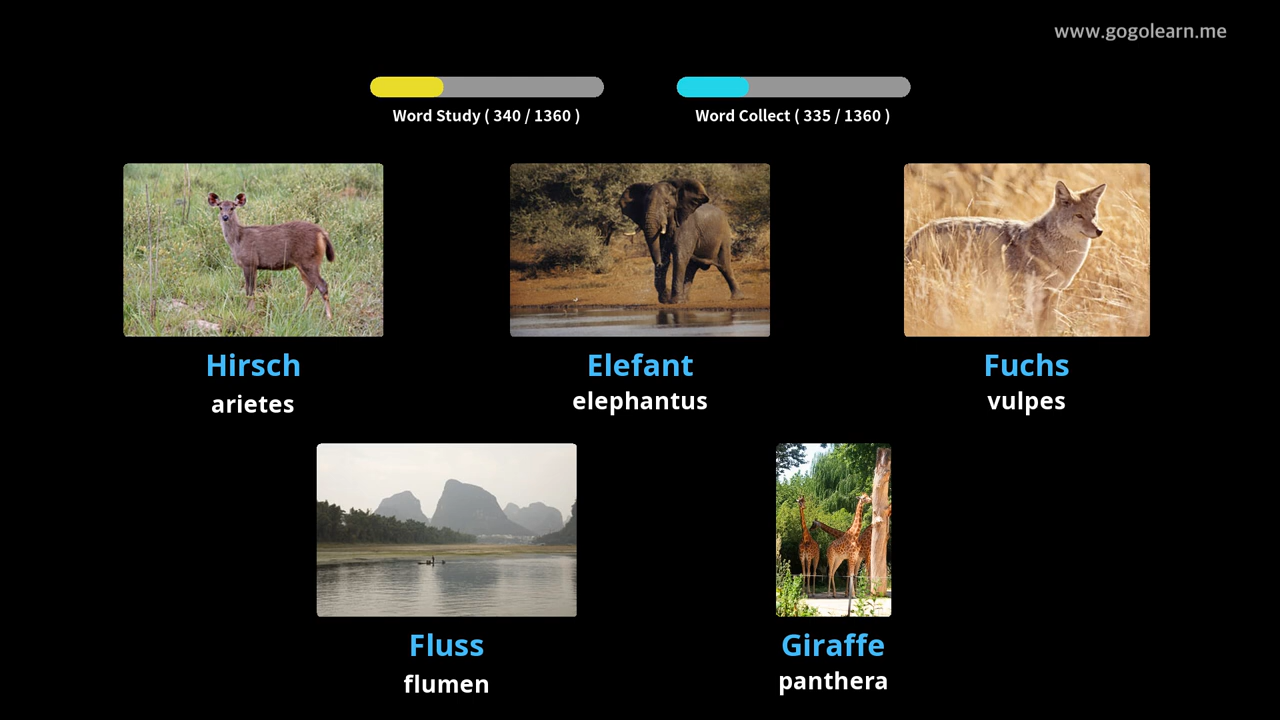 www.gogolearn.me
Word Study ( 340 / 1360 )
Word Collect ( 335 / 1360 )
Hirsch
arietes
Elefant
elephantus
Fuchs
vulpes
Fluss
flumen
Giraffe
panthera